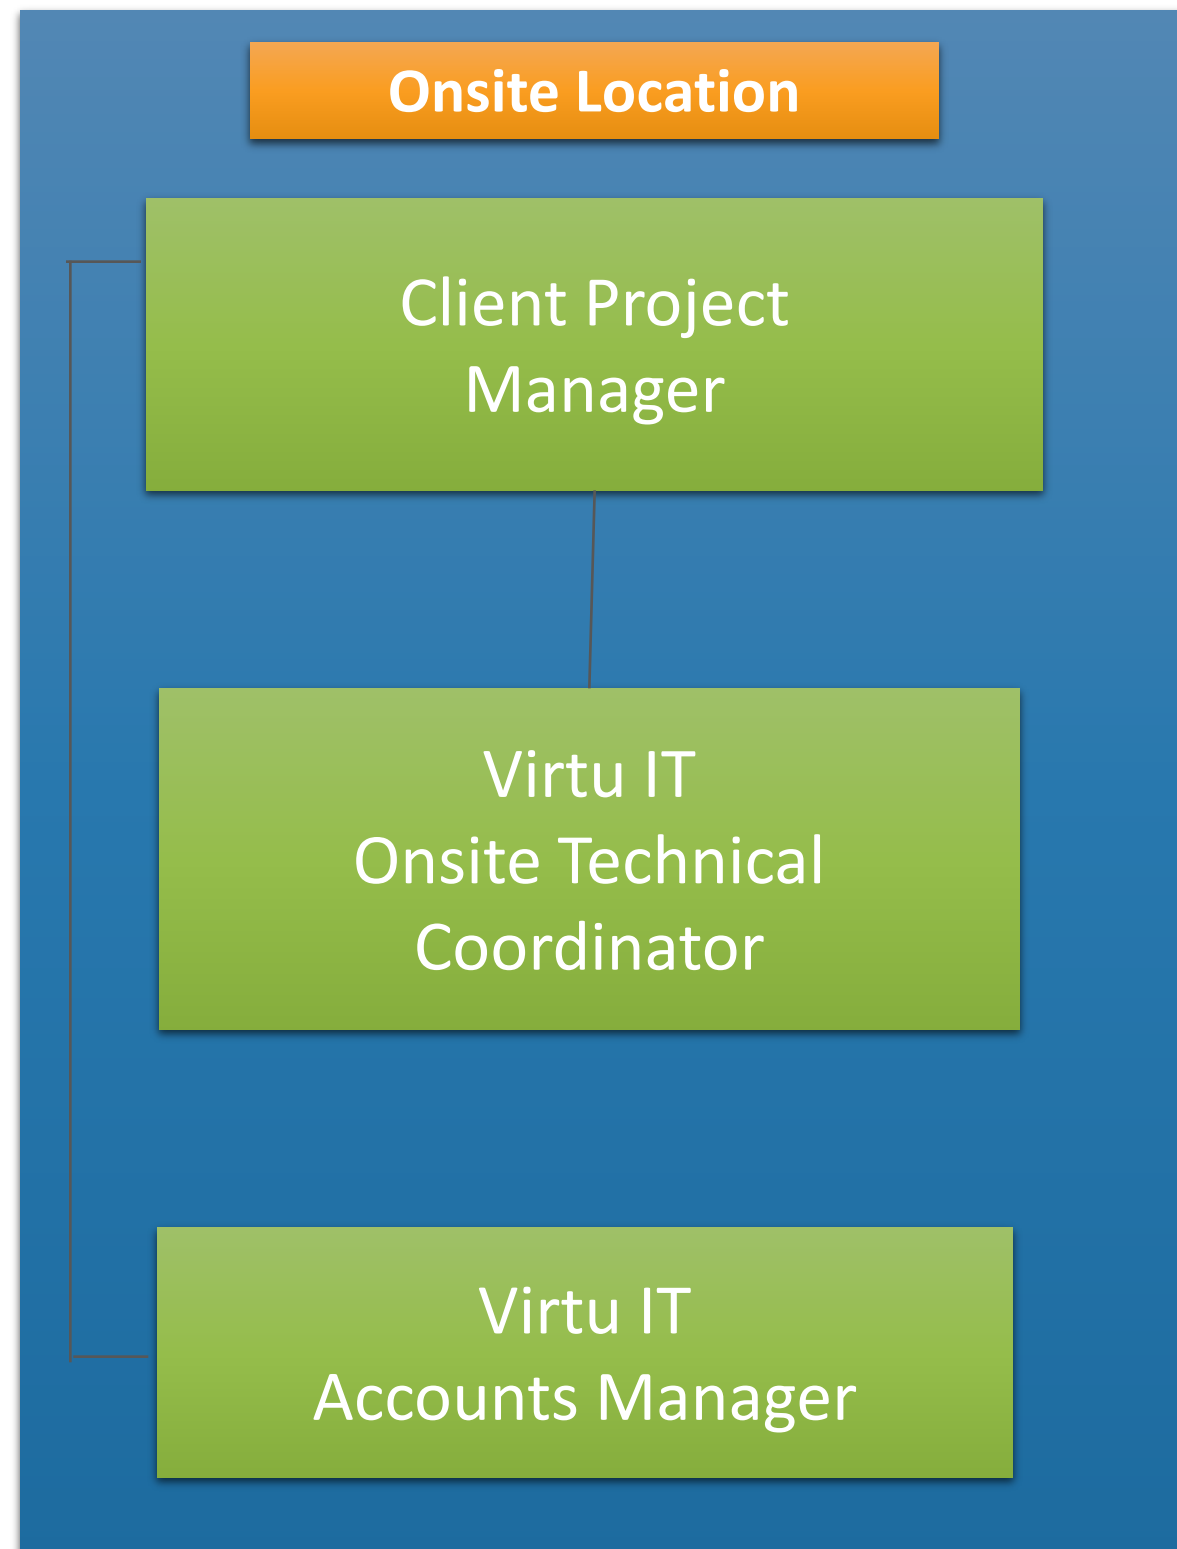 Onsite Location
Client Project
Manager
Virtu IT
Onsite Technical
Coordinator
Virtu IT
Accounts Manager